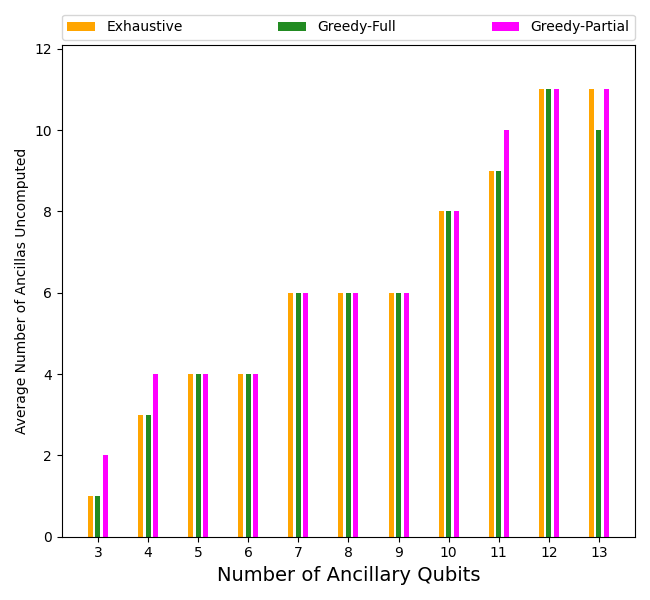 Exhaustive Greedy-Full Greedy-Partial
12
10
8
6
4
2
0
Average Number of Ancillas Uncomputed
3 4 5 6 7 8 9 10 11 12 13
Number of Ancillary Qubits